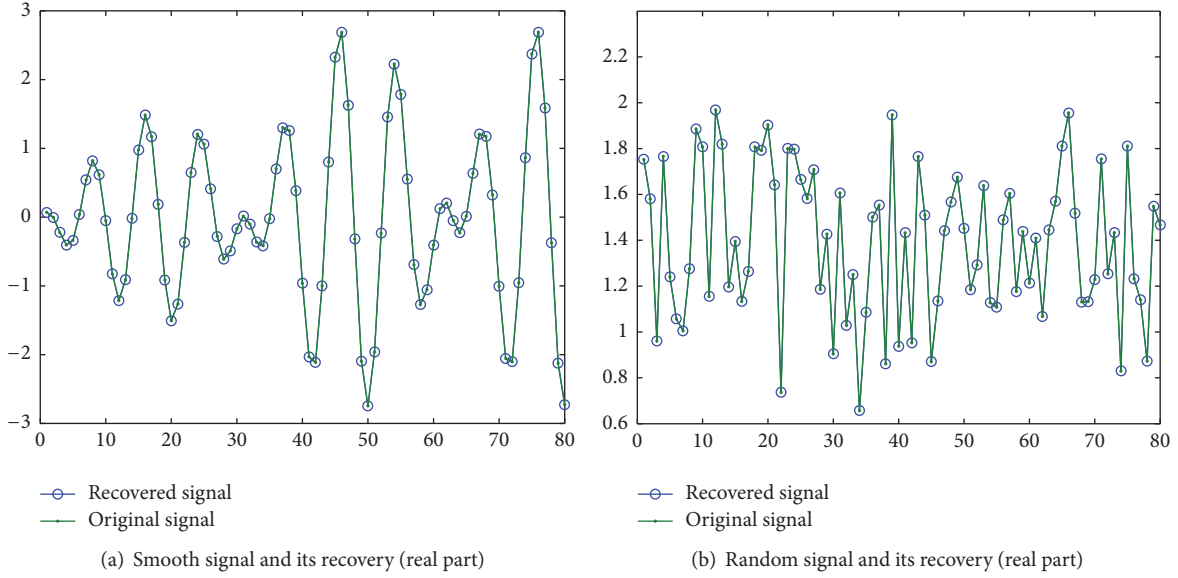 3
2
1
0
−1
−2
−3
0 10 20 30 40 50 60 70 80
Recovered signal
Original signal
(a) Smooth signal and its recovery (real part)
2.2
2
1.8
1.6
1.4
1.2
1
0.8
0.6
0 10 20 30 40 50 60 70 80
Recovered signal
Original signal
(b) Random signal and its recovery (real part)